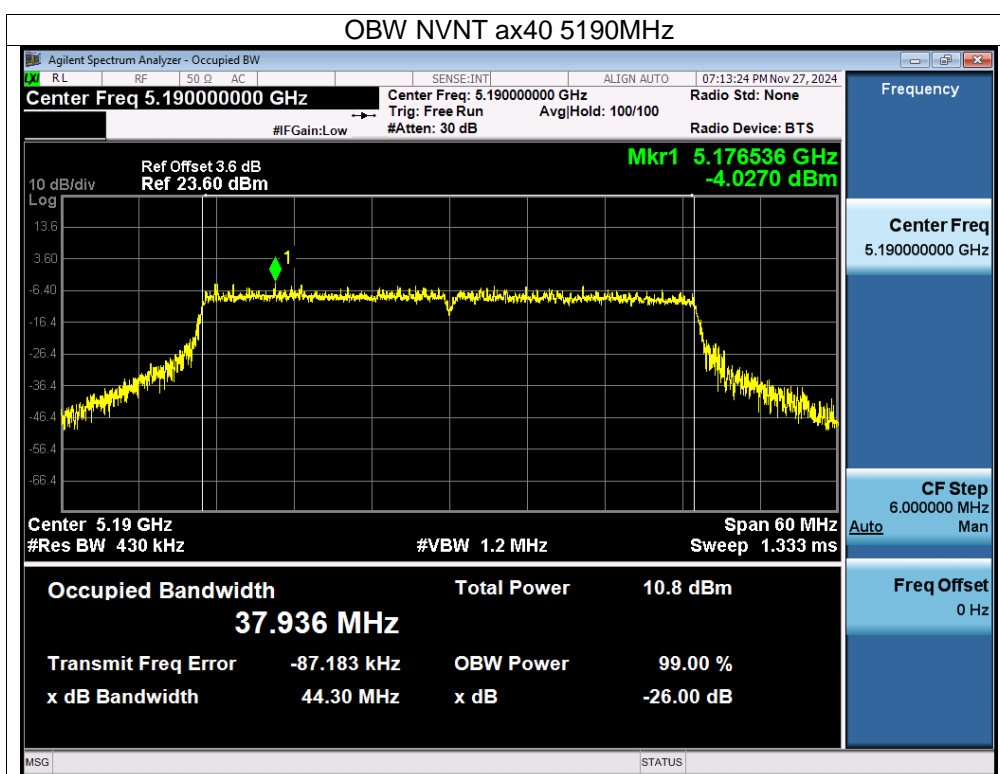 OBW NVNT ax40 5190MHz
Agilent Spectrum Analyzer - Occupied BW
LXI RL RF 50 Ω AC SENSE:INT ALIGN AUTO 07:13:24 PM Nov 27, 2024
Center Freq 5.190000000 GHz
Center Freq: 5.190000000 GHz Radio Std: None
Trig: Free Run Avg|Hold: 100/100
#IFGain:Low #Atten: 30 dB Radio Device: BTS
Frequency
Mkr1 5.176536 GHz
-4.0270 dBm
Ref Offset 3.6 dB
10 dB/div Ref 23.60 dBm
Log
13.6
3.60
-6.40
-16.4
-26.4
-36.4
-46.4
-56.4
-66.4
1
Center 5.19 GHz Span 60 MHz
#Res BW 430 kHz #VBW 1.2 MHz Sweep 1.333 ms
Center Freq
5.190000000 GHz
CF Step
6.000000 MHz
Auto Man
Freq Offset
0 Hz
Occupied Bandwidth Total Power 10.8 dBm
37.936 MHz
Transmit Freq Error -87.183 kHz OBW Power 99.00 %
x dB Bandwidth 44.30 MHz x dB -26.00 dB
MSG STATUS